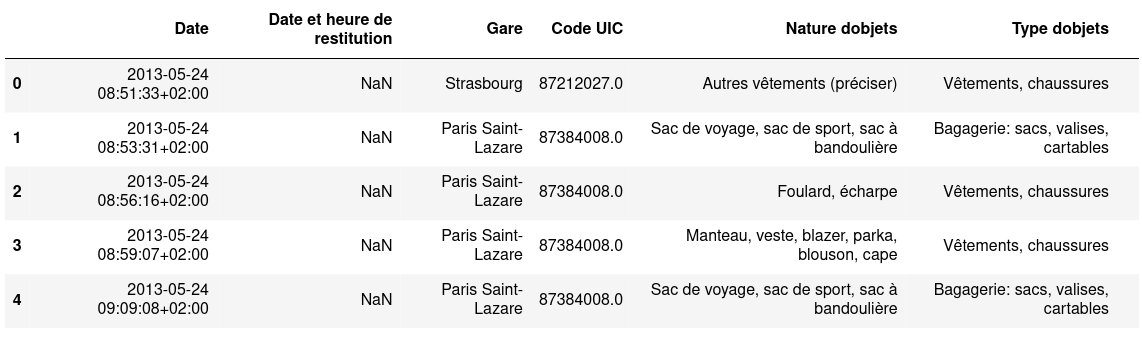 Date Date et heure de restitution Gare Code UIC Nature dobjets Type dobjets
0 2013-05-24 08:51:33+02:00 NaN Strasbourg 87212027.0 Autres vêtements (préciser) Vêtements, chaussures
1 2013-05-24 08:53:31+02:00 NaN Paris Saint-Lazare 87384008.0 Sac de voyage, sac de sport, sac à bandoulière Bagagerie: sacs, valises, cartables
2 2013-05-24 08:56:16+02:00 NaN Paris Saint-Lazare 87384008.0 Foulard, écharpe Vêtements, chaussures
3 2013-05-24 08:59:07+02:00 NaN Paris Saint-Lazare 87384008.0 Manteau, veste, blazer, parka, blouson, cape Vêtements, chaussures
4 2013-05-24 09:09:08+02:00 NaN Paris Saint-Lazare 87384008.0 Sac de voyage, sac de sport, sac à bandoulière Bagagerie: sacs, valises, cartables